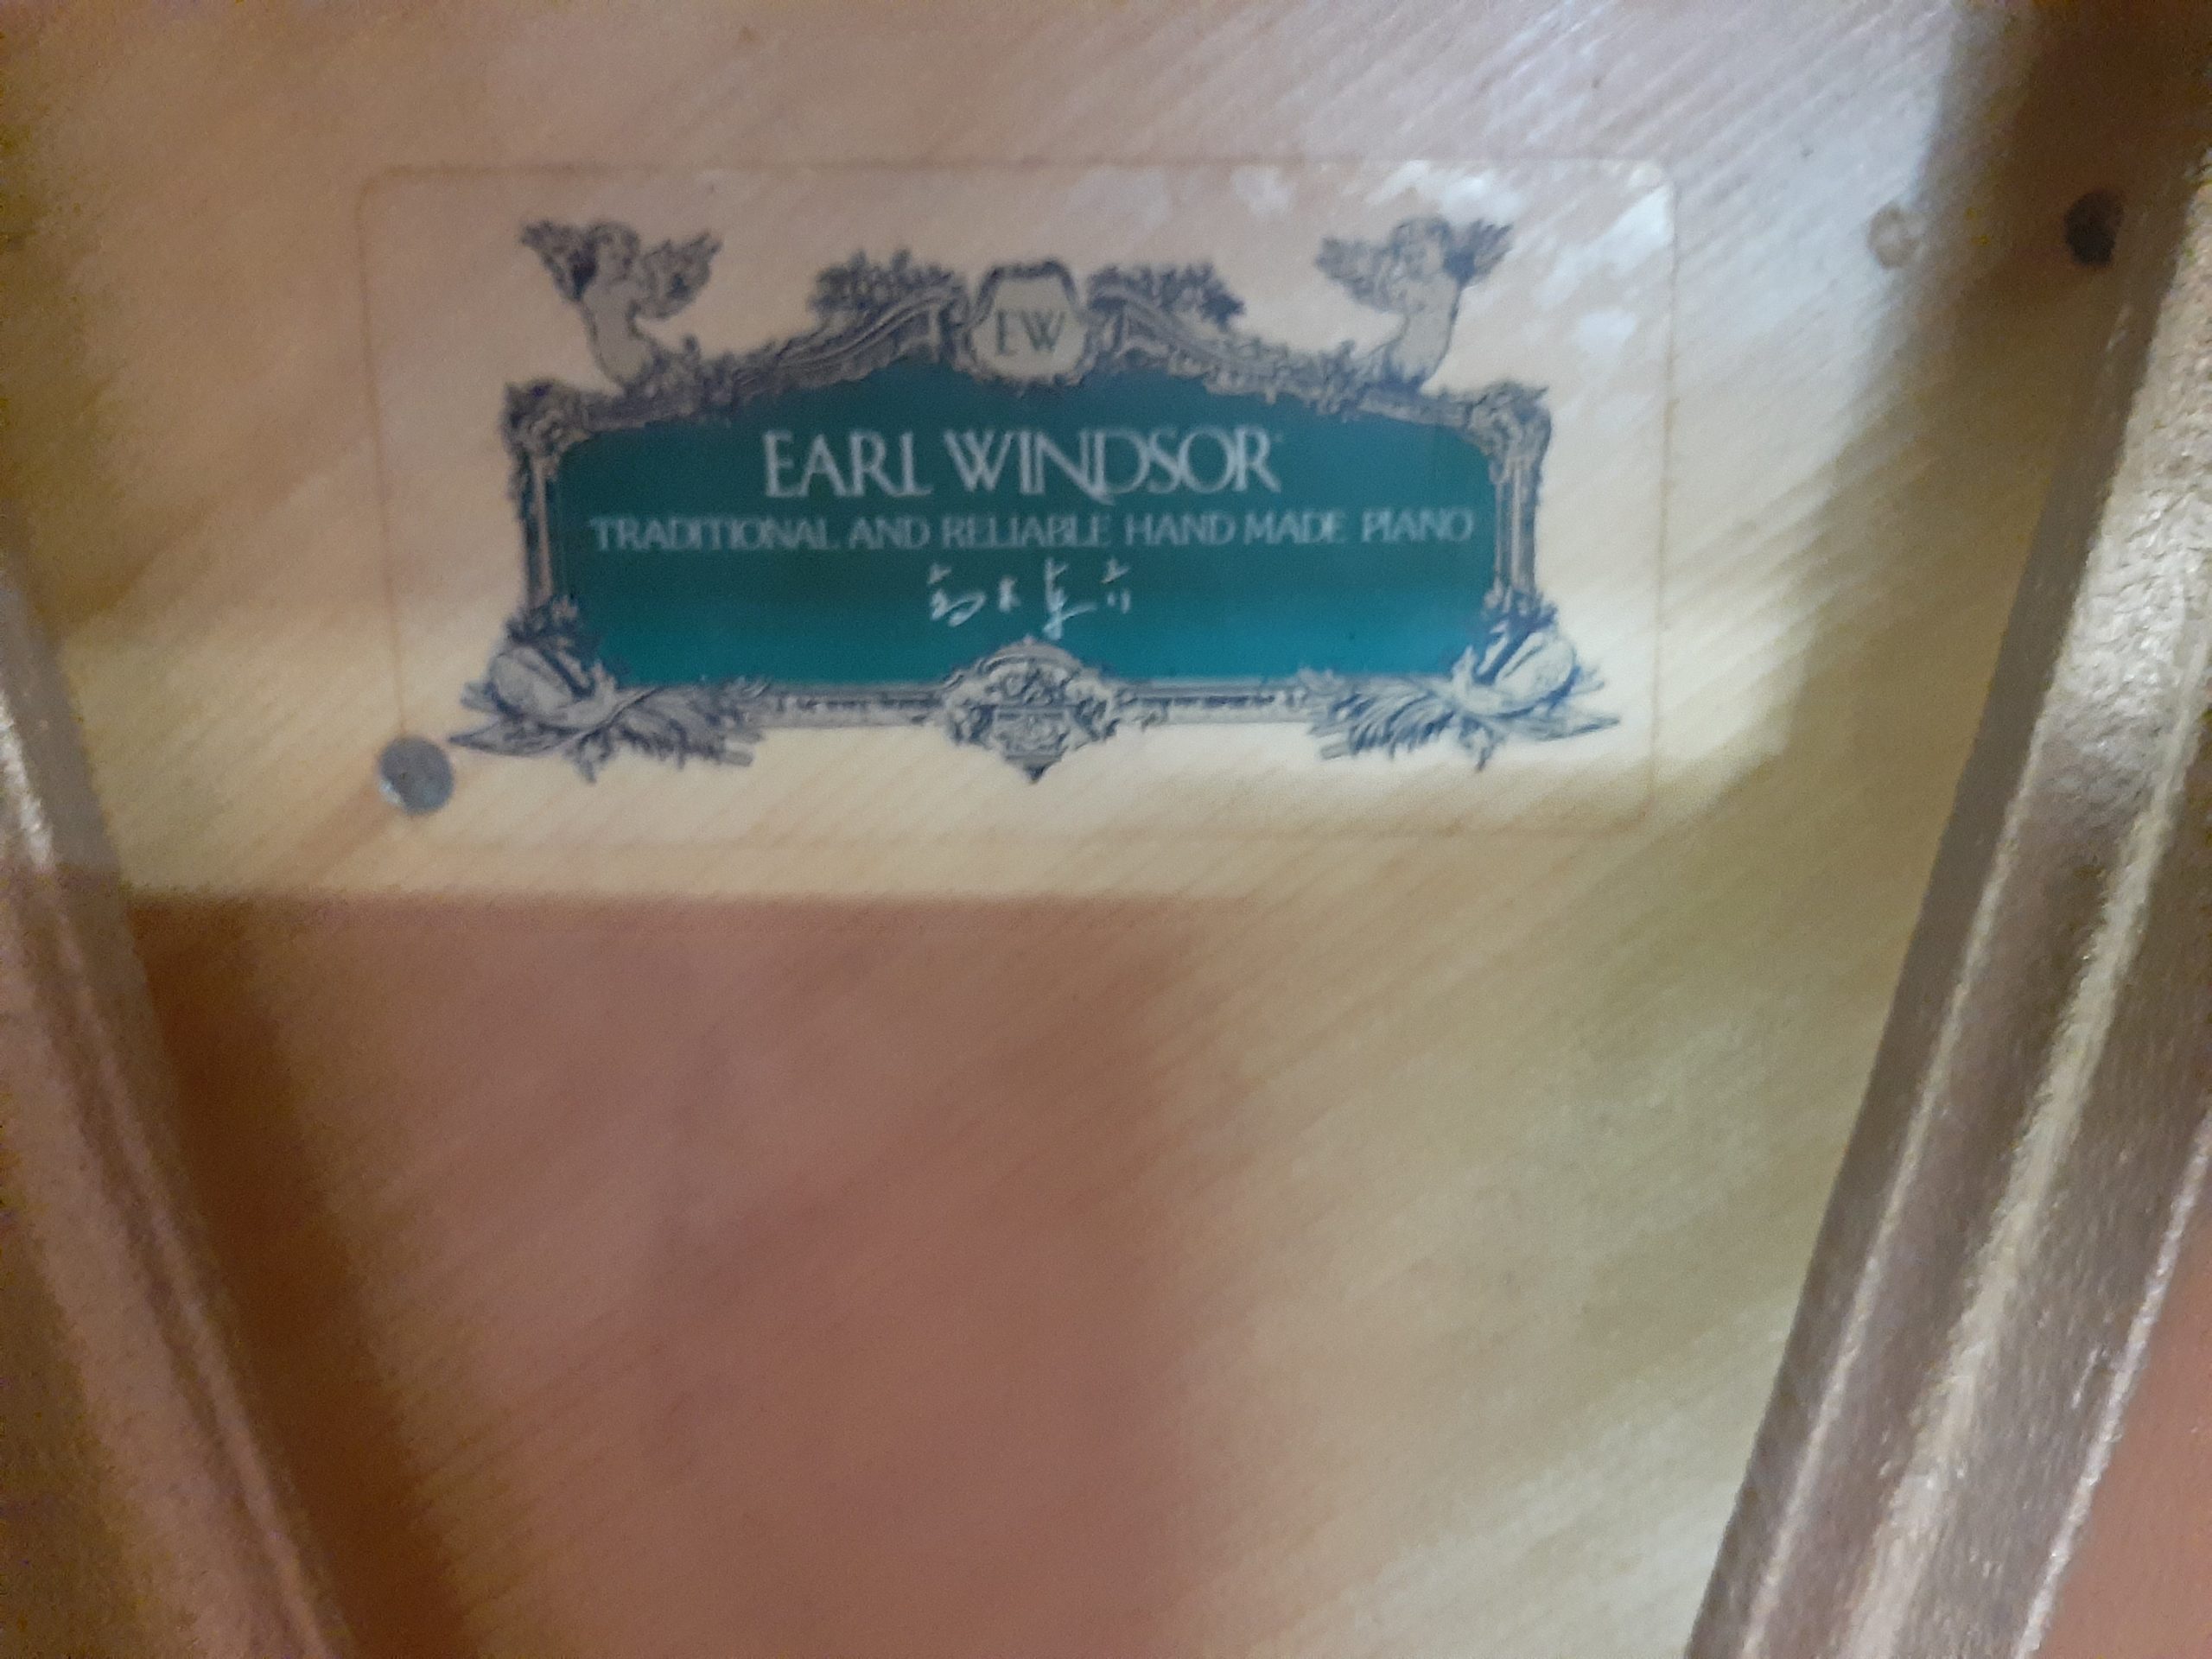 EW
EARL WINDSOR
TRADITIONAL AND RELIABLE HAND MADE PIANO